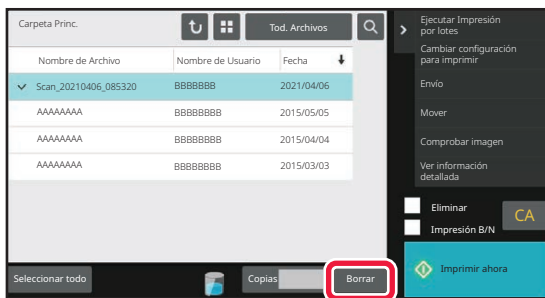 Carpeta Princ.
Tod. Archivos
Nombre de Archivo Nombre de Usuario Fecha
Scan_20210406_085320 BBBBBBB 2021/04/06
AAAAAAAA BBBBBBBB 2015/05/05
AAAAAAAA BBBBBBBB 2015/04/04
AAAAAAAA BBBBBBBB 2015/03/03
Seleccionar todo
Copias
Borrar
Ejecutar Impresión
por lotes
Cambiar configuración
para imprimir
Envío
Mover
Comprobar imagen
Ver información
detallada
Eliminar
Impresión B/N
CA
Imprimir ahora